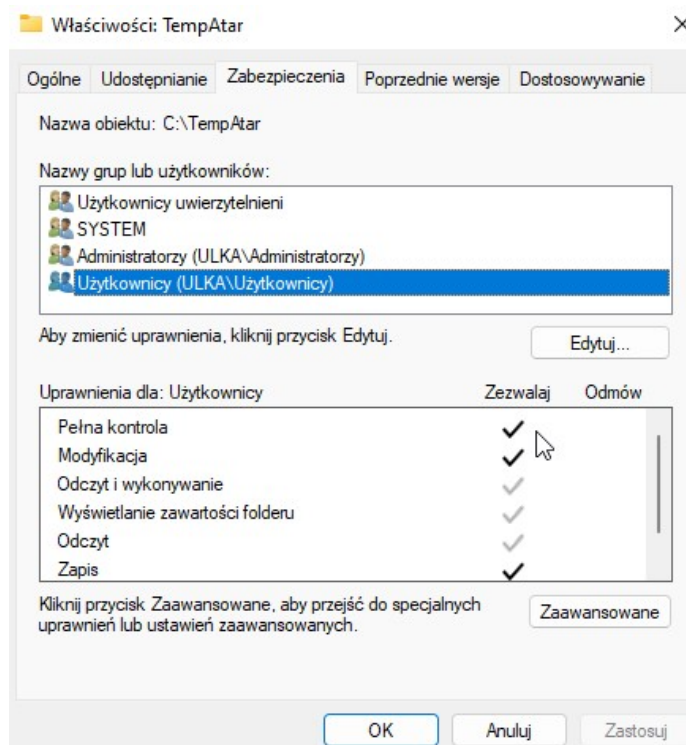 Właściwości: TempAtar
Ogólne Udostępnianie Zabezpieczenia Poprzednie wersje Dostosowywanie
Nazwa obiektu: C:\TempAtar
Nazwy grup lub użytkowników:
Użytkownicy uwierzytelnieni
SYSTEM
Administratorzy (ULKA\Administratorzy)
Użytkownicy (ULKA\Użytkownicy)
Aby zmienić uprawnienia, kliknij przycisk Edytuj.
Edytuj...
Uprawnienia dla: Użytkownicy Zezwalaj Odmów
Pełna kontrola
Modyfikacja
Odczyt i wykonywanie
Wyświetlanie zawartości folderu
Odczyt
Zapis
Kliknij przycisk Zaawansowane, aby przejść do specjalnych
uprawnień lub ustawień zaawansowanych.
Zaawansowane
OK Anuluj Zastosuj